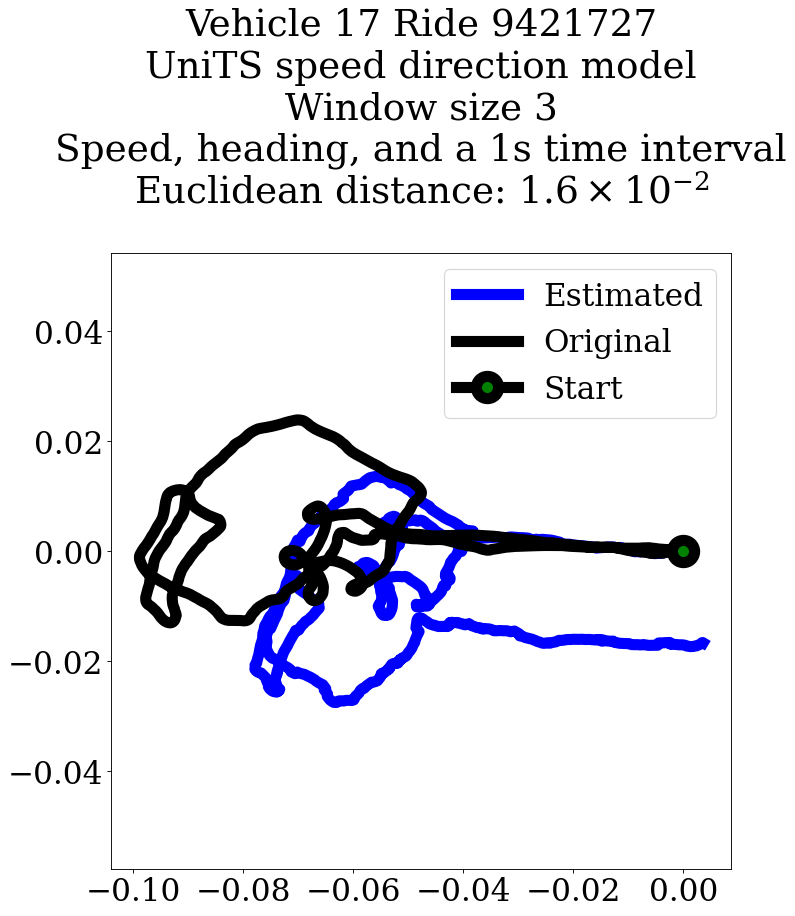 Vehicle 17 Ride 9421727
UniTS speed direction model
Window size 3
Speed, heading, and a 1s time interval
Euclidean distance: 1.6 × 10⁻²
Estimated
Original
Start
0.04
0.02
0.00
−0.02
−0.04
−0.10 −0.08 −0.06 −0.04 −0.02 0.00